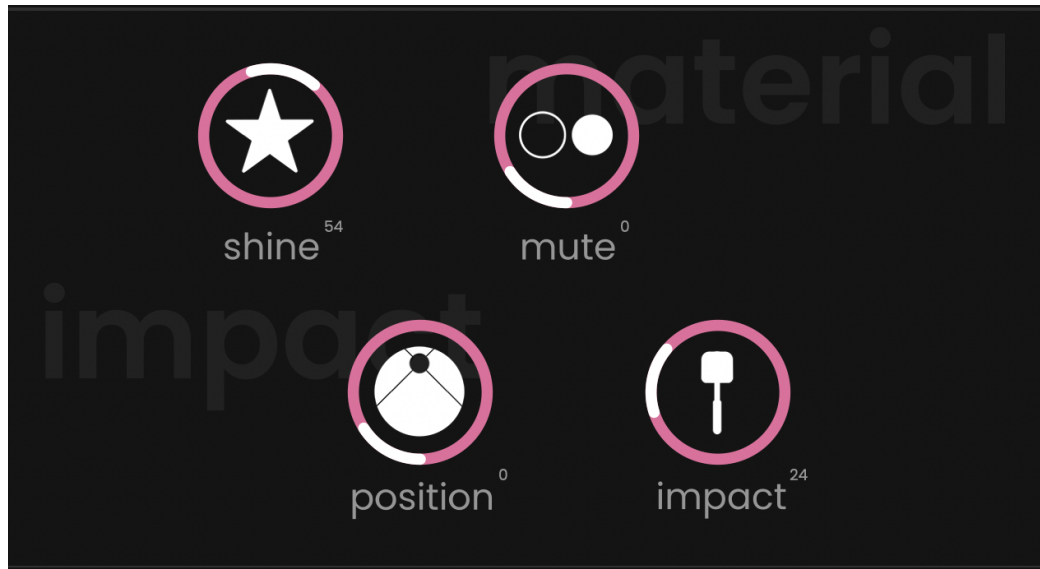 material
54
shine
0
mute
impact
0
position
24
impact